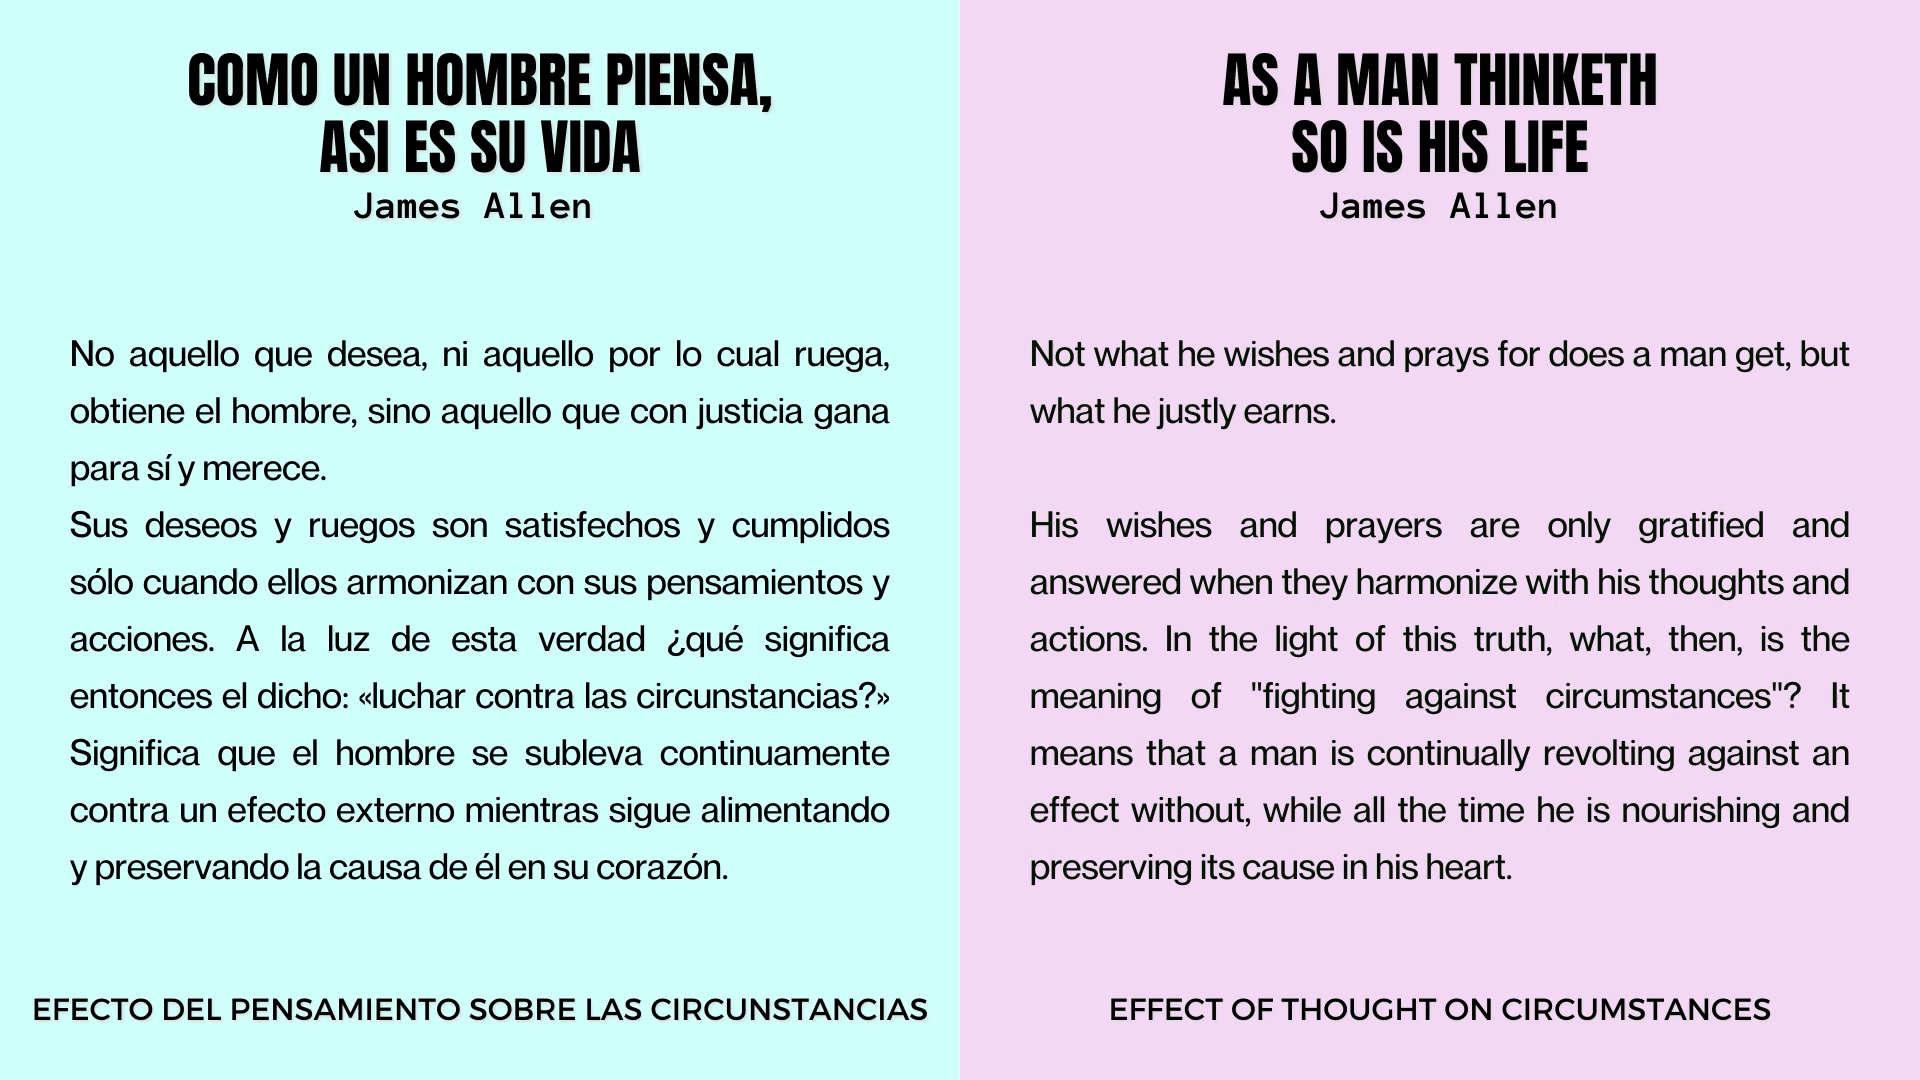 COMO UN HOMBRE PIENSA,
ASI ES SU VIDA
James Allen
No aquello que desea, ni aquello por lo cual ruega,
obtiene el hombre, sino aquello que con justicia gana
para sí y merece.
Sus deseos y ruegos son satisfechos y cumplidos
sólo cuando ellos armonizan con sus pensamientos y
acciones. A la luz de esta verdad ¿qué significa
entonces el dicho: «luchar contra las circunstancias?»
Significa que el hombre se subleva continuamente
contra un efecto externo mientras sigue alimentando
y preservando la causa de él en su corazón.
EFECTO DEL PENSAMIENTO SOBRE LAS CIRCUNSTANCIAS
AS A MAN THINKETH
SO IS HIS LIFE
James Allen
Not what he wishes and prays for does a man get, but
what he justly earns.
His wishes and prayers are only gratified and
answered when they harmonize with his thoughts and
actions. In the light of this truth, what, then, is the
meaning of "fighting against circumstances"? It
means that a man is continually revolting against an
effect without, while all the time he is nourishing and
preserving its cause in his heart.
EFFECT OF THOUGHT ON CIRCUMSTANCES